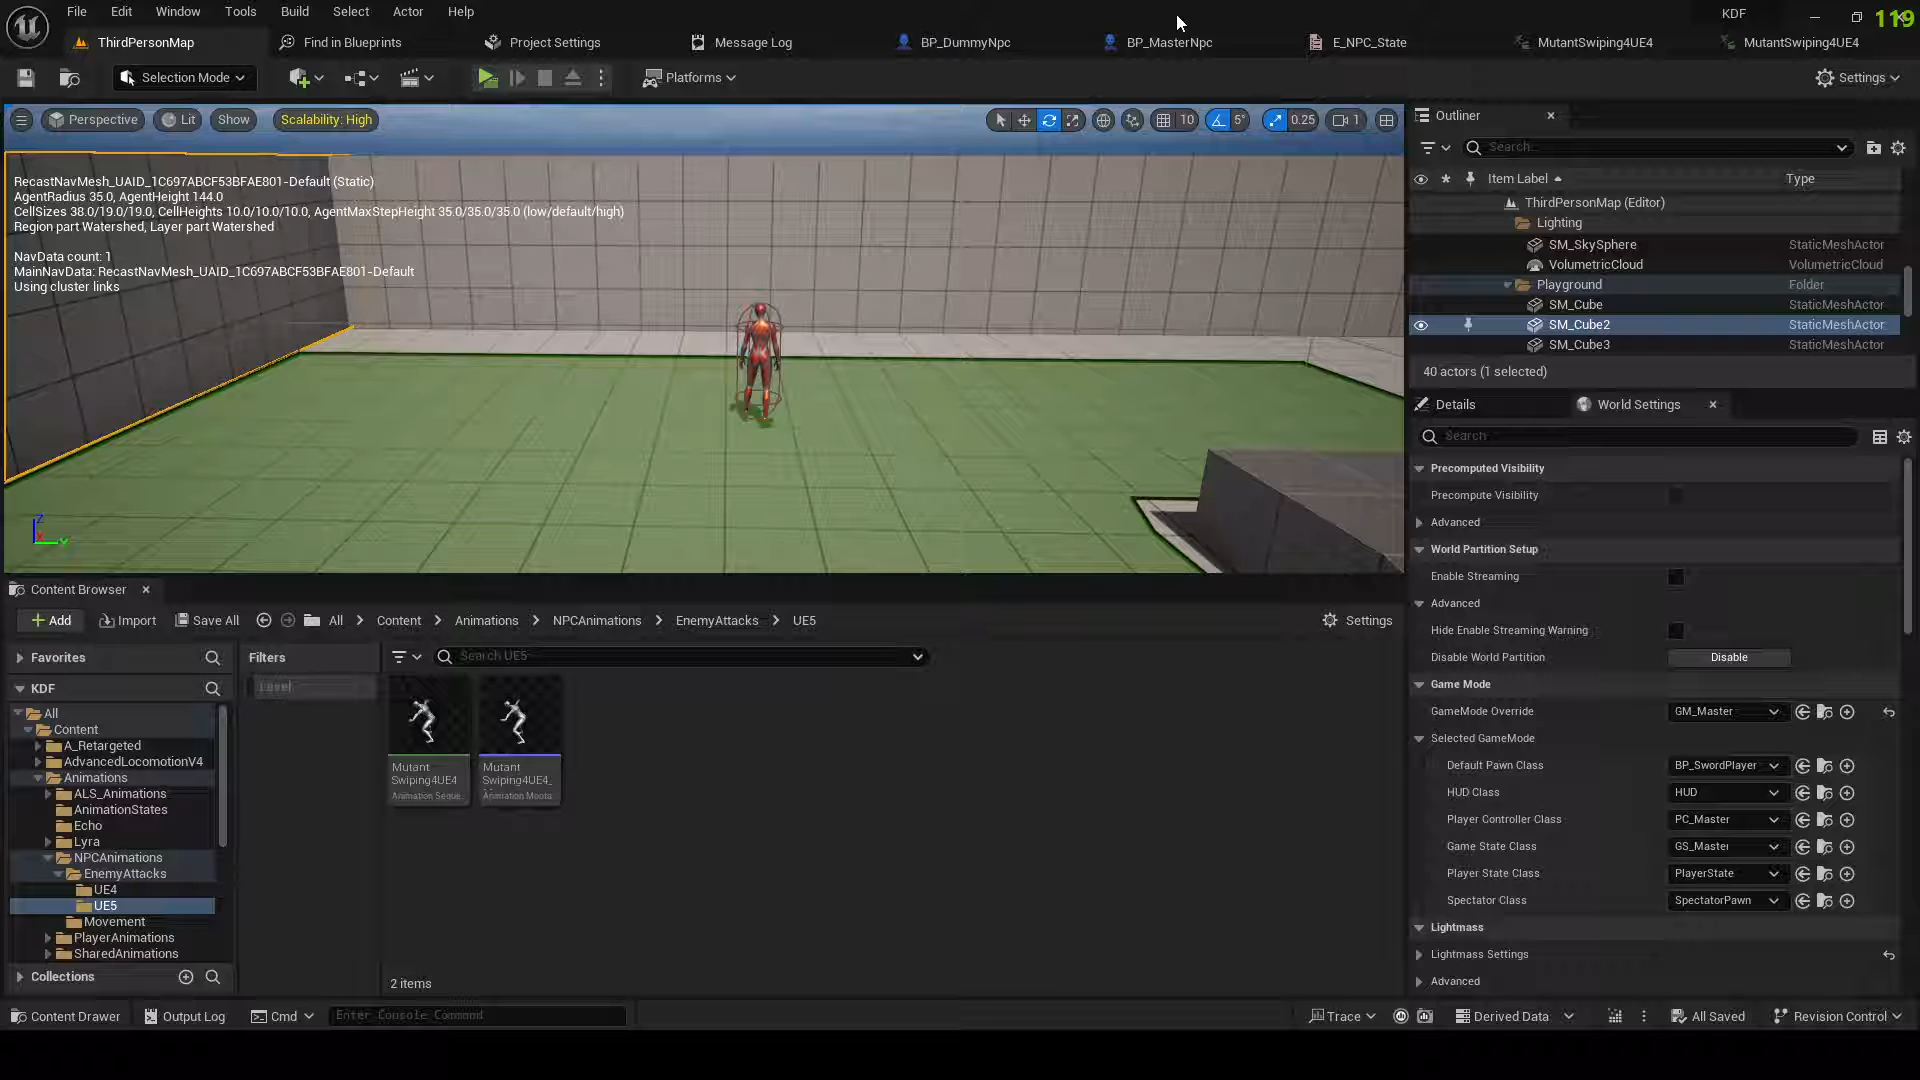 File Edit Window Tools Build Select Actor Help
KDF
119
ThirdPersonMap Find in Blueprints Project Settings Message Log BP_DummyNpc BP_MasterNpc E_NPC_State MutantSwiping4UE4 MutantSwiping4UE4
Selection Mode Platforms Settings
Perspective Lit Show Scalability: High 10 5° 0.25 1
RecastNavMesh_UAID_1C697ABCF53BFAE801-Default (Static)
AgentRadius 35.0, AgentHeight 144.0
CellSizes 38.0/19.0/19.0, CellHeights 10.0/10.0/10.0, AgentMaxStepHeight 35.0/35.0/35.0 (low/default/high)
Region part Watershed, Layer part Watershed
NavData count: 1
MainNavData: RecastNavMesh_UAID_1C697ABCF53BFAE801-Default
Using cluster links
Z
Y
Outliner
Search...
Item Label Type
ThirdPersonMap (Editor)
Lighting
SM_SkySphere StaticMeshActor
VolumetricCloud VolumetricCloud
Playground Folder
SM_Cube StaticMeshActor
SM_Cube2 StaticMeshActor
SM_Cube3 StaticMeshActor
40 actors (1 selected)
Details World Settings
Search
Precomputed Visibility
Precompute Visibility
Advanced
World Partition Setup
Enable Streaming
Advanced
Hide Enable Streaming Warning
Disable World Partition Disable
Game Mode
GameMode Override GM_Master
Selected GameMode
Default Pawn Class BP_SwordPlayer
HUD Class HUD
Player Controller Class PC_Master
Game State Class GS_Master
Player State Class PlayerState
Spectator Class SpectatorPawn
Lightmass
Lightmass Settings
Advanced
Content Browser
Add Import Save All All Content Animations NPCAnimations EnemyAttacks UE5 Settings
Favorites
KDF
All
Content
A_Retargeted
AdvancedLocomotionV4
Animations
ALS_Animations
AnimationStates
Echo
Lyra
NPCAnimations
EnemyAttacks
UE4
UE5
Movement
PlayerAnimations
SharedAnimations
Collections
Filters
Level
Search UE5
Mutant
Swiping4UE4
Animation Seque
Mutant
Swiping4UE4_
Animation Monta
2 items
Content Drawer Output Log Cmd Enter Console Command Trace Derived Data All Saved Revision Control